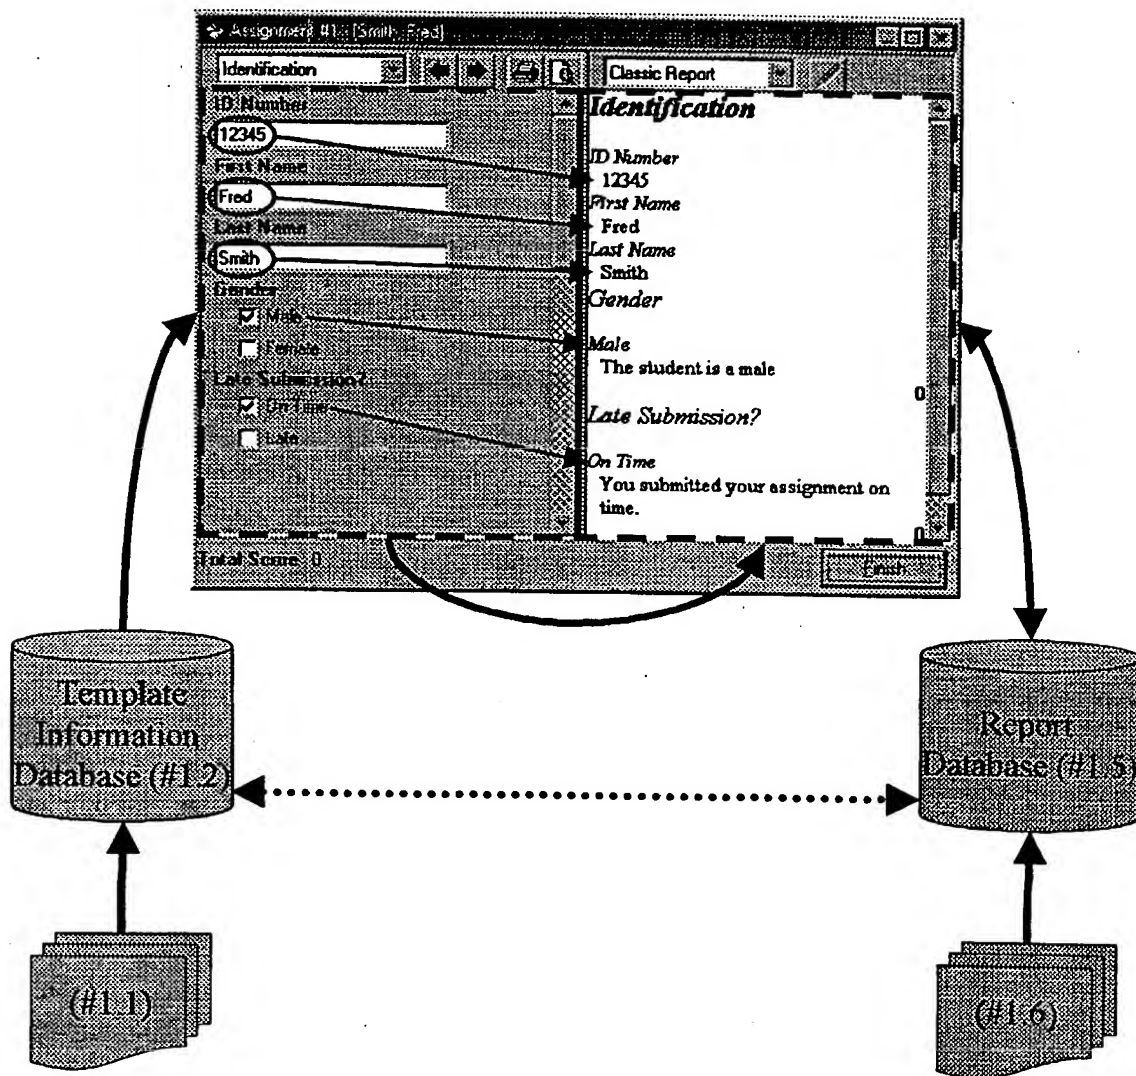 Assignment #1 - [Smith, Fred]
Identification
Classic Report
ID Number
12345
First Name
Fred
Last Name
Smith
Gender
Male
Female
Late Submission?
On Time
Late
Identification
ID Number
12345
First Name
Fred
Last Name
Smith
Gender
Male
The student is a male
0
Late Submission?
On Time
You submitted your assignment on
time.
0
Total Score: 0
Finish
Template
Information
Database (#1.2)
Report
Database (#1.5)
(#1.1)
(#1.6)